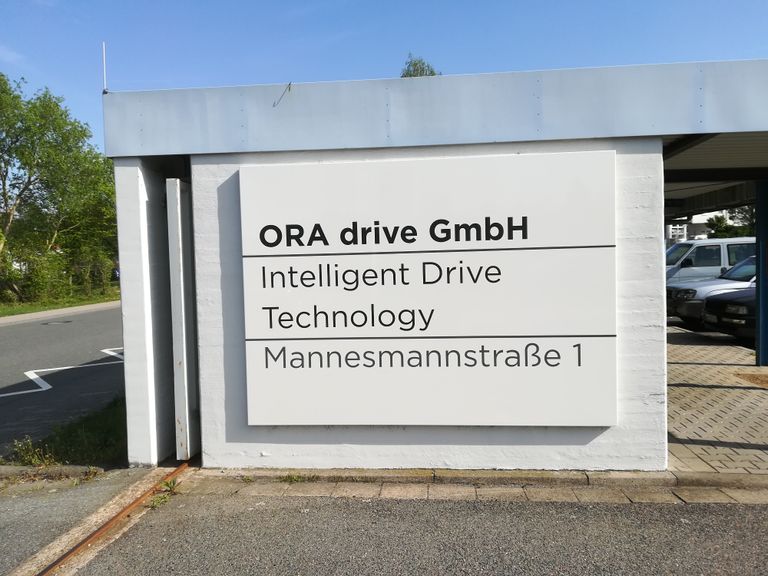 ORA drive GmbH
Intelligent Drive
Technology
Mannesmannstraße 1